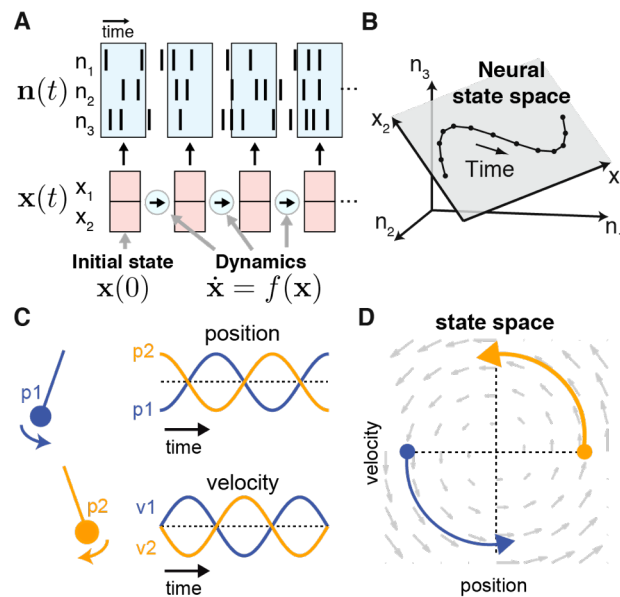 A
time
n1
n(t) n2
n3
...
x(t) x1
x2
...
Initial state
x(0)
Dynamics
ẋ = f(x)
B
n3
Neural
state space
x2
Time
x
n2
n
C
position
p2
p1
p1
time
velocity
p2
v1
v2
time
D
state space
velocity
position